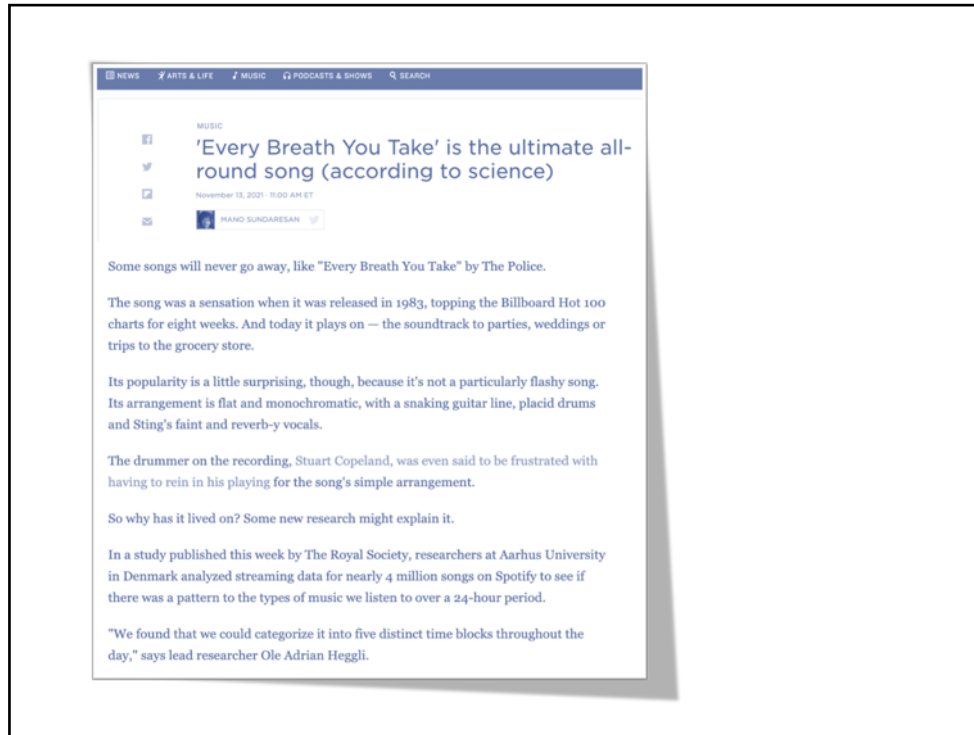 NEWS ARTS & LIFE MUSIC PODCASTS & SHOWS SEARCH
MUSIC
'Every Breath You Take' is the ultimate all-
round song (according to science)
November 13, 2021 · 11:00 AM ET
MANO SUNDARESAN
Some songs will never go away, like "Every Breath You Take" by The Police.
The song was a sensation when it was released in 1983, topping the Billboard Hot 100
charts for eight weeks. And today it plays on — the soundtrack to parties, weddings or
trips to the grocery store.
Its popularity is a little surprising, though, because it's not a particularly flashy song.
Its arrangement is flat and monochromatic, with a snaking guitar line, placid drums
and Sting's faint and reverb-y vocals.
The drummer on the recording, Stuart Copeland, was even said to be frustrated with
having to rein in his playing for the song's simple arrangement.
So why has it lived on? Some new research might explain it.
In a study published this week by The Royal Society, researchers at Aarhus University
in Denmark analyzed streaming data for nearly 4 million songs on Spotify to see if
there was a pattern to the types of music we listen to over a 24-hour period.
"We found that we could categorize it into five distinct time blocks throughout the
day," says lead researcher Ole Adrian Heggli.